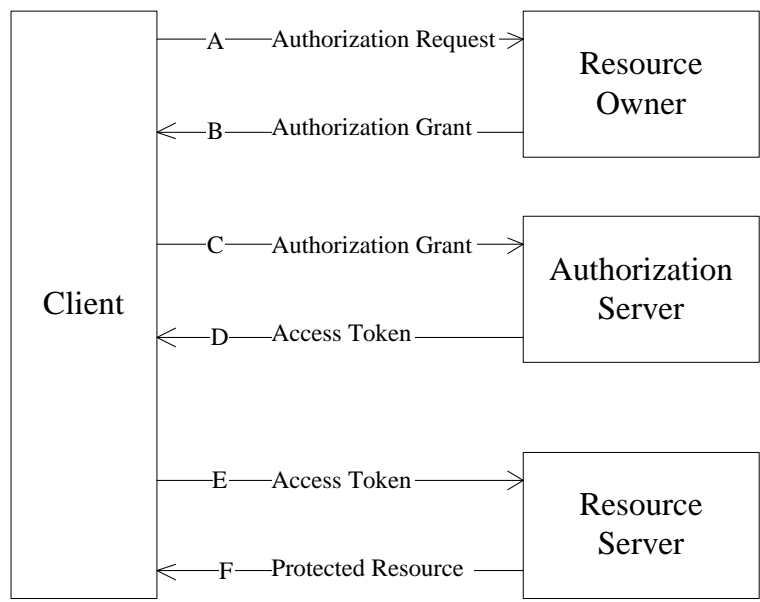 A Authorization Request
Resource
Owner
B Authorization Grant
C Authorization Grant
Authorization
Server
Client
D Access Token
E Access Token
Resource
Server
F Protected Resource